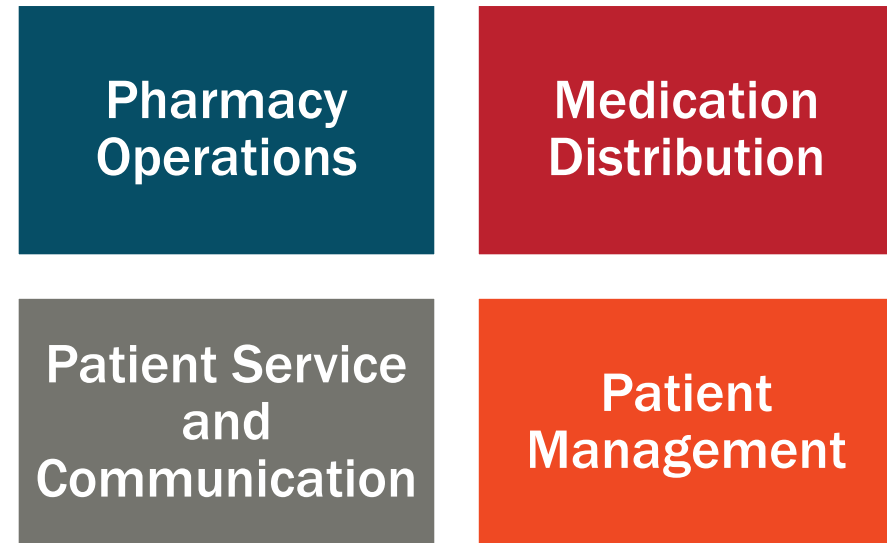 Pharmacy
Operations
Medication
Distribution
Patient Service
and
Communication
Patient
Management